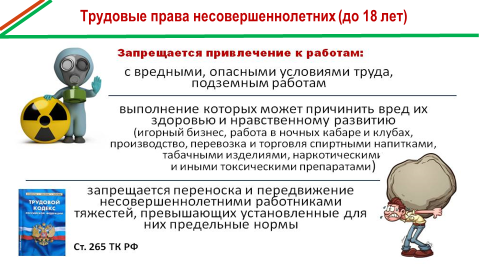 Трудовые права несовершеннолетних (до 18 лет)
Запрещается привлечение к работам:
с вредными, опасными условиями труда,
подземным работам
выполнение которых может причинить вред их
здоровью и нравственному развитию
(игорный бизнес, работа в ночных кабаре и клубах,
производство, перевозка и торговля спиртными напитками,
табачными изделиями, наркотическими
и иными токсическими препаратами)
запрещается переноска и передвижение
несовершеннолетними работниками
тяжестей, превышающих установленные для
них предельные нормы
ТРУДОВОЙ
КОДЕКС
Ст. 265 ТК РФ